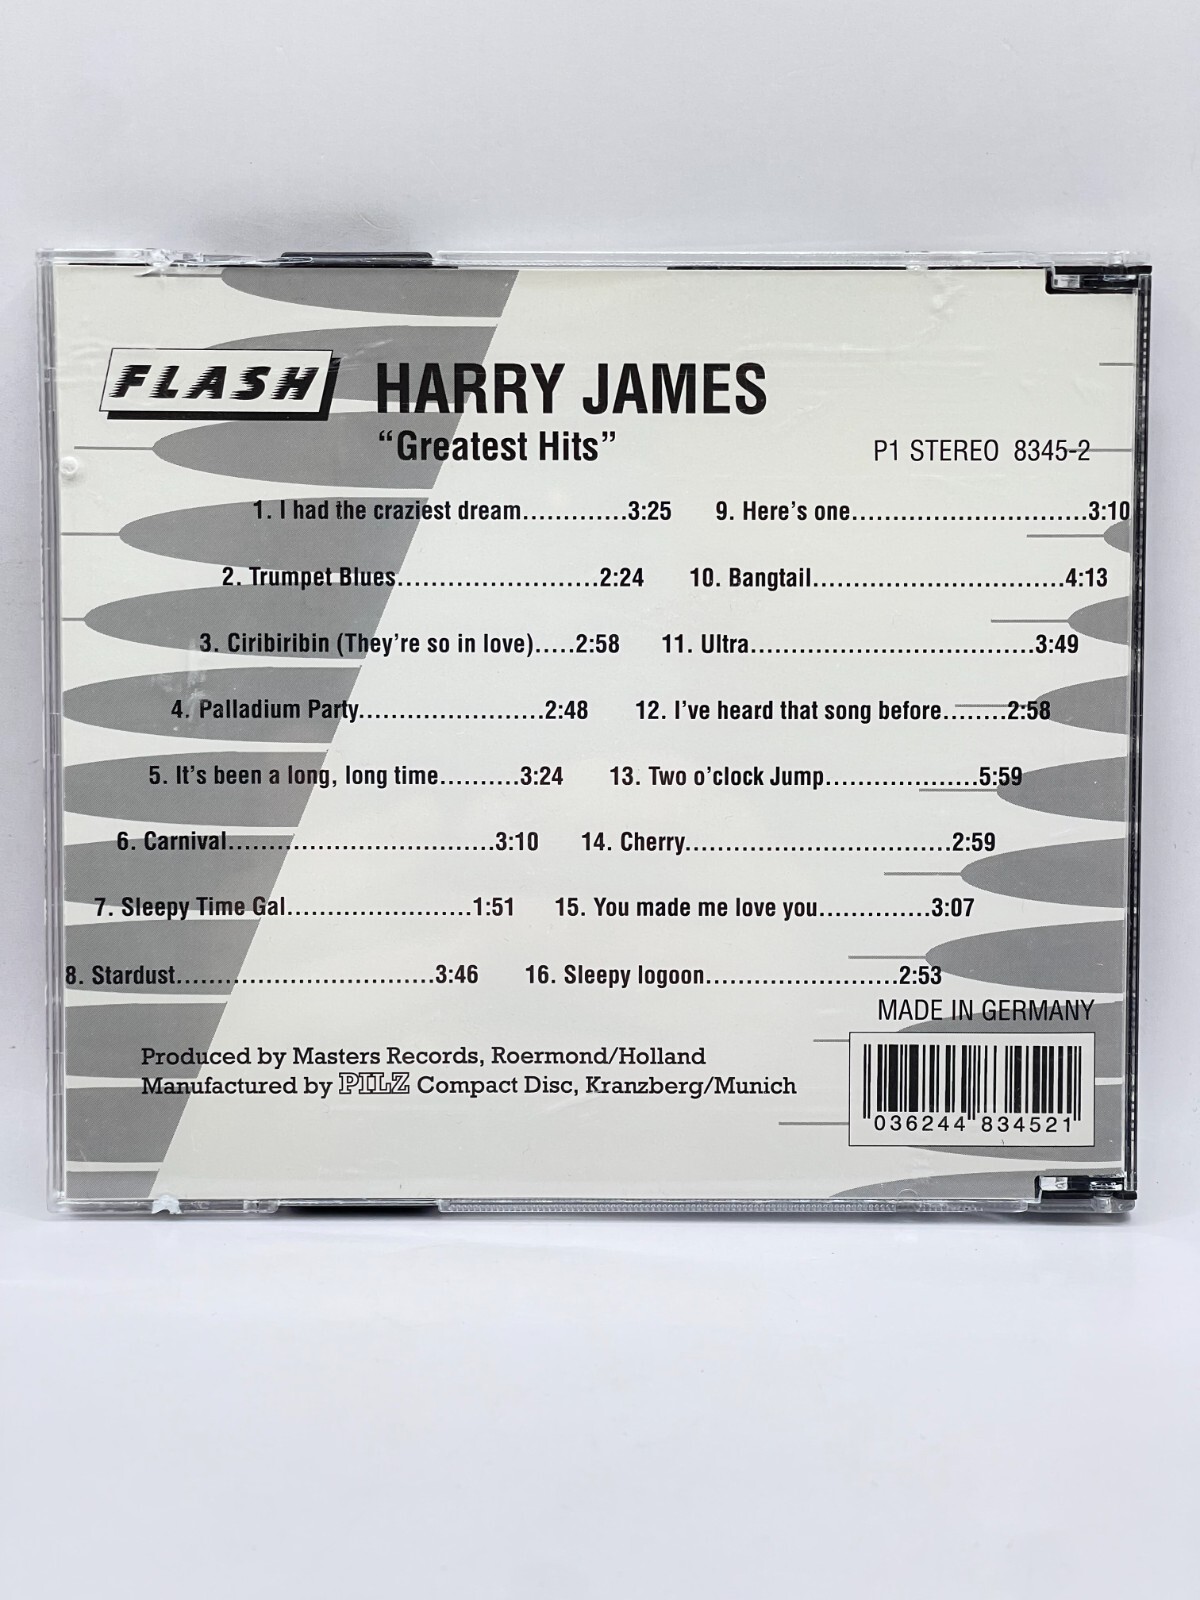 FLASH
HARRY JAMES
“Greatest Hits”
P1 STEREO 8345-2
1. I had the craziest dream.............3:25
2. Trumpet Blues.........................2:24
3. Ciribiribin (They're so in love).....2:58
4. Palladium Party.......................2:48
5. It's been a long, long time..........3:24
6. Carnival.................................3:10
7. Sleepy Time Gal.......................1:51
8. Stardust................................3:46
9. Here's one.............................3:10
10. Bangtail...............................4:13
11. Ultra...................................3:49
12. I've heard that song before........2:58
13. Two o'clock Jump...................5:59
14. Cherry.................................2:59
15. You made me love you..............3:07
16. Sleepy logoon........................2:53
MADE IN GERMANY
Produced by Masters Records, Roermond/Holland
Manufactured by PILZ Compact Disc, Kranzberg/Munich
036244 834521